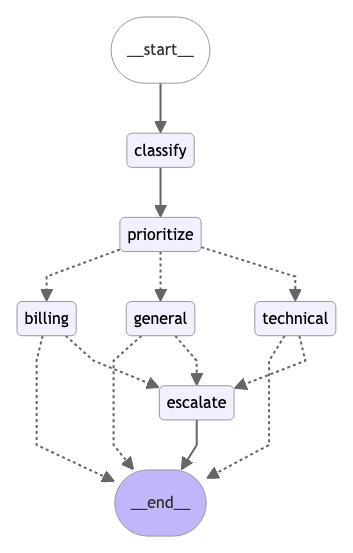 __start__
classify
prioritize
billing
general
technical
escalate
__end__